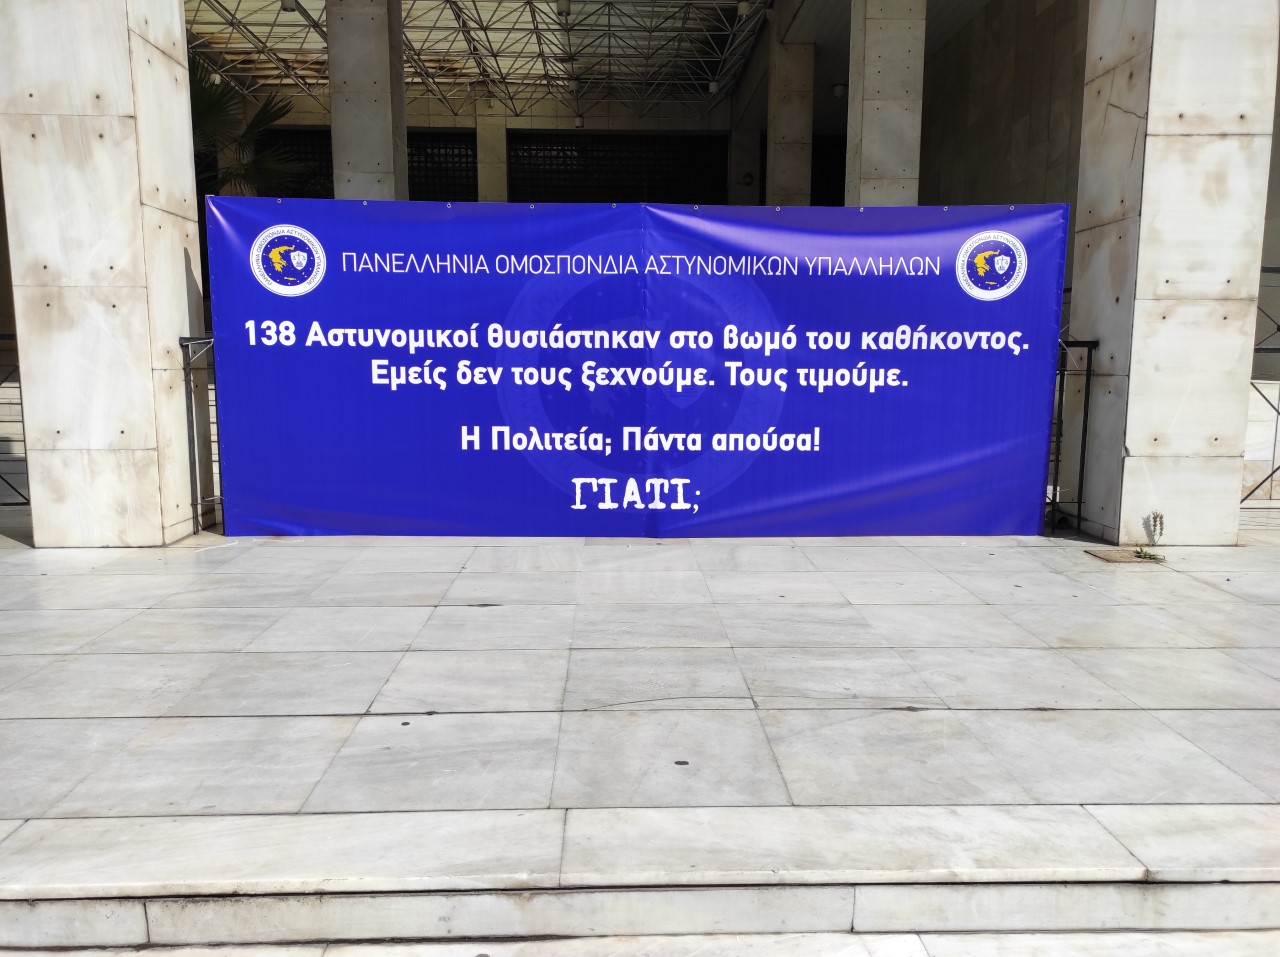 ΠΑΝΕΛΛΗΝΙΑ ΟΜΟΣΠΟΝΔΙΑ ΑΣΤΥΝΟΜΙΚΩΝ ΥΠΑΛΛΗΛΩΝ
138 Αστυνομικοί θυσιάστηκαν στο βωμό του καθήκοντος.
Εμείς δεν τους ξεχνούμε. Τους τιμούμε.
Η Πολιτεία; Πάντα απούσα!
ΓΙΑΤΙ;